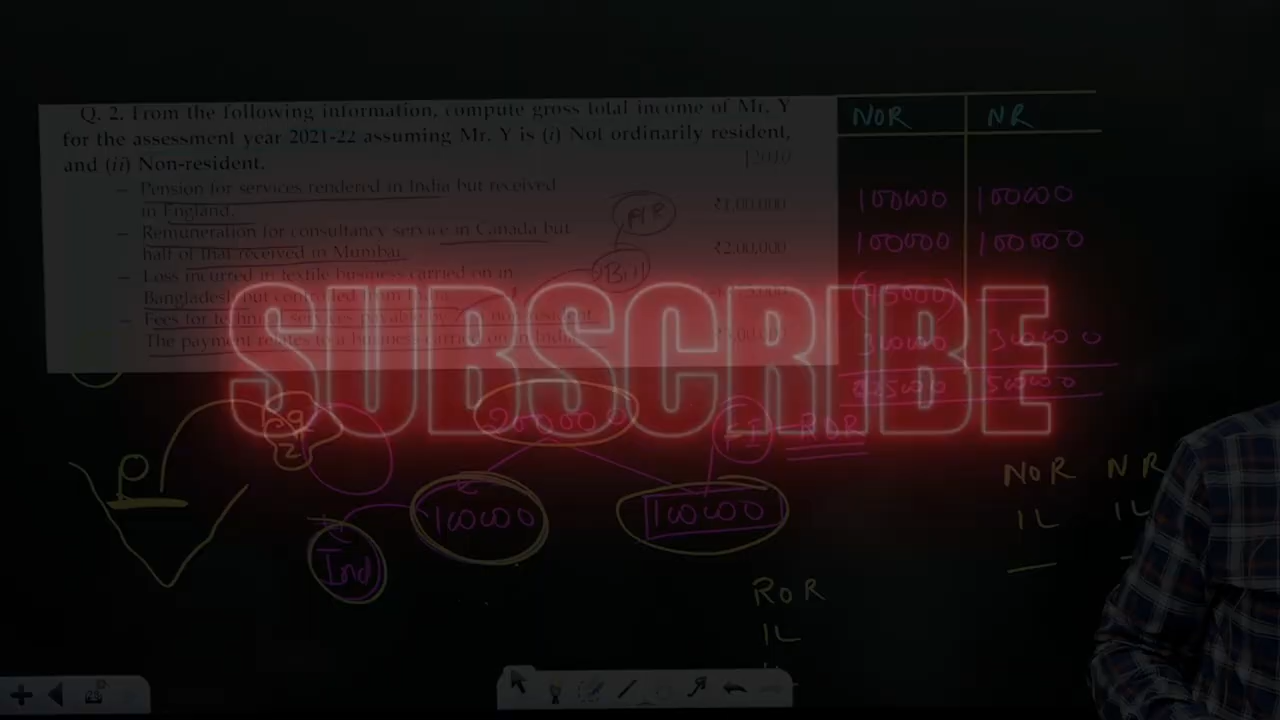 Q. 2. From the following information, compute gross total income of Mr. Y
for the assessment year 2021-22 assuming Mr. Y is (i) Not ordinarily resident,
and (ii) Non-resident.
– Pension for services rendered in India but received
in England. ₹1,00,000
– Remuneration for consultancy service in Canada but
half of that received in Mumbai. ₹2,00,000
– Loss incurred in textile business carried on in
Bangladesh but controlled from India
– Fees for technical services payable by non-resident.
The payment relates to a business carried on in India.
NOR NR
100000 100000
100000 100000
300000 300000
SUBSCRIBE
200000
FI – ROR
P
100000
100000
Ind
NOR NR
1L 1L
ROR
1L